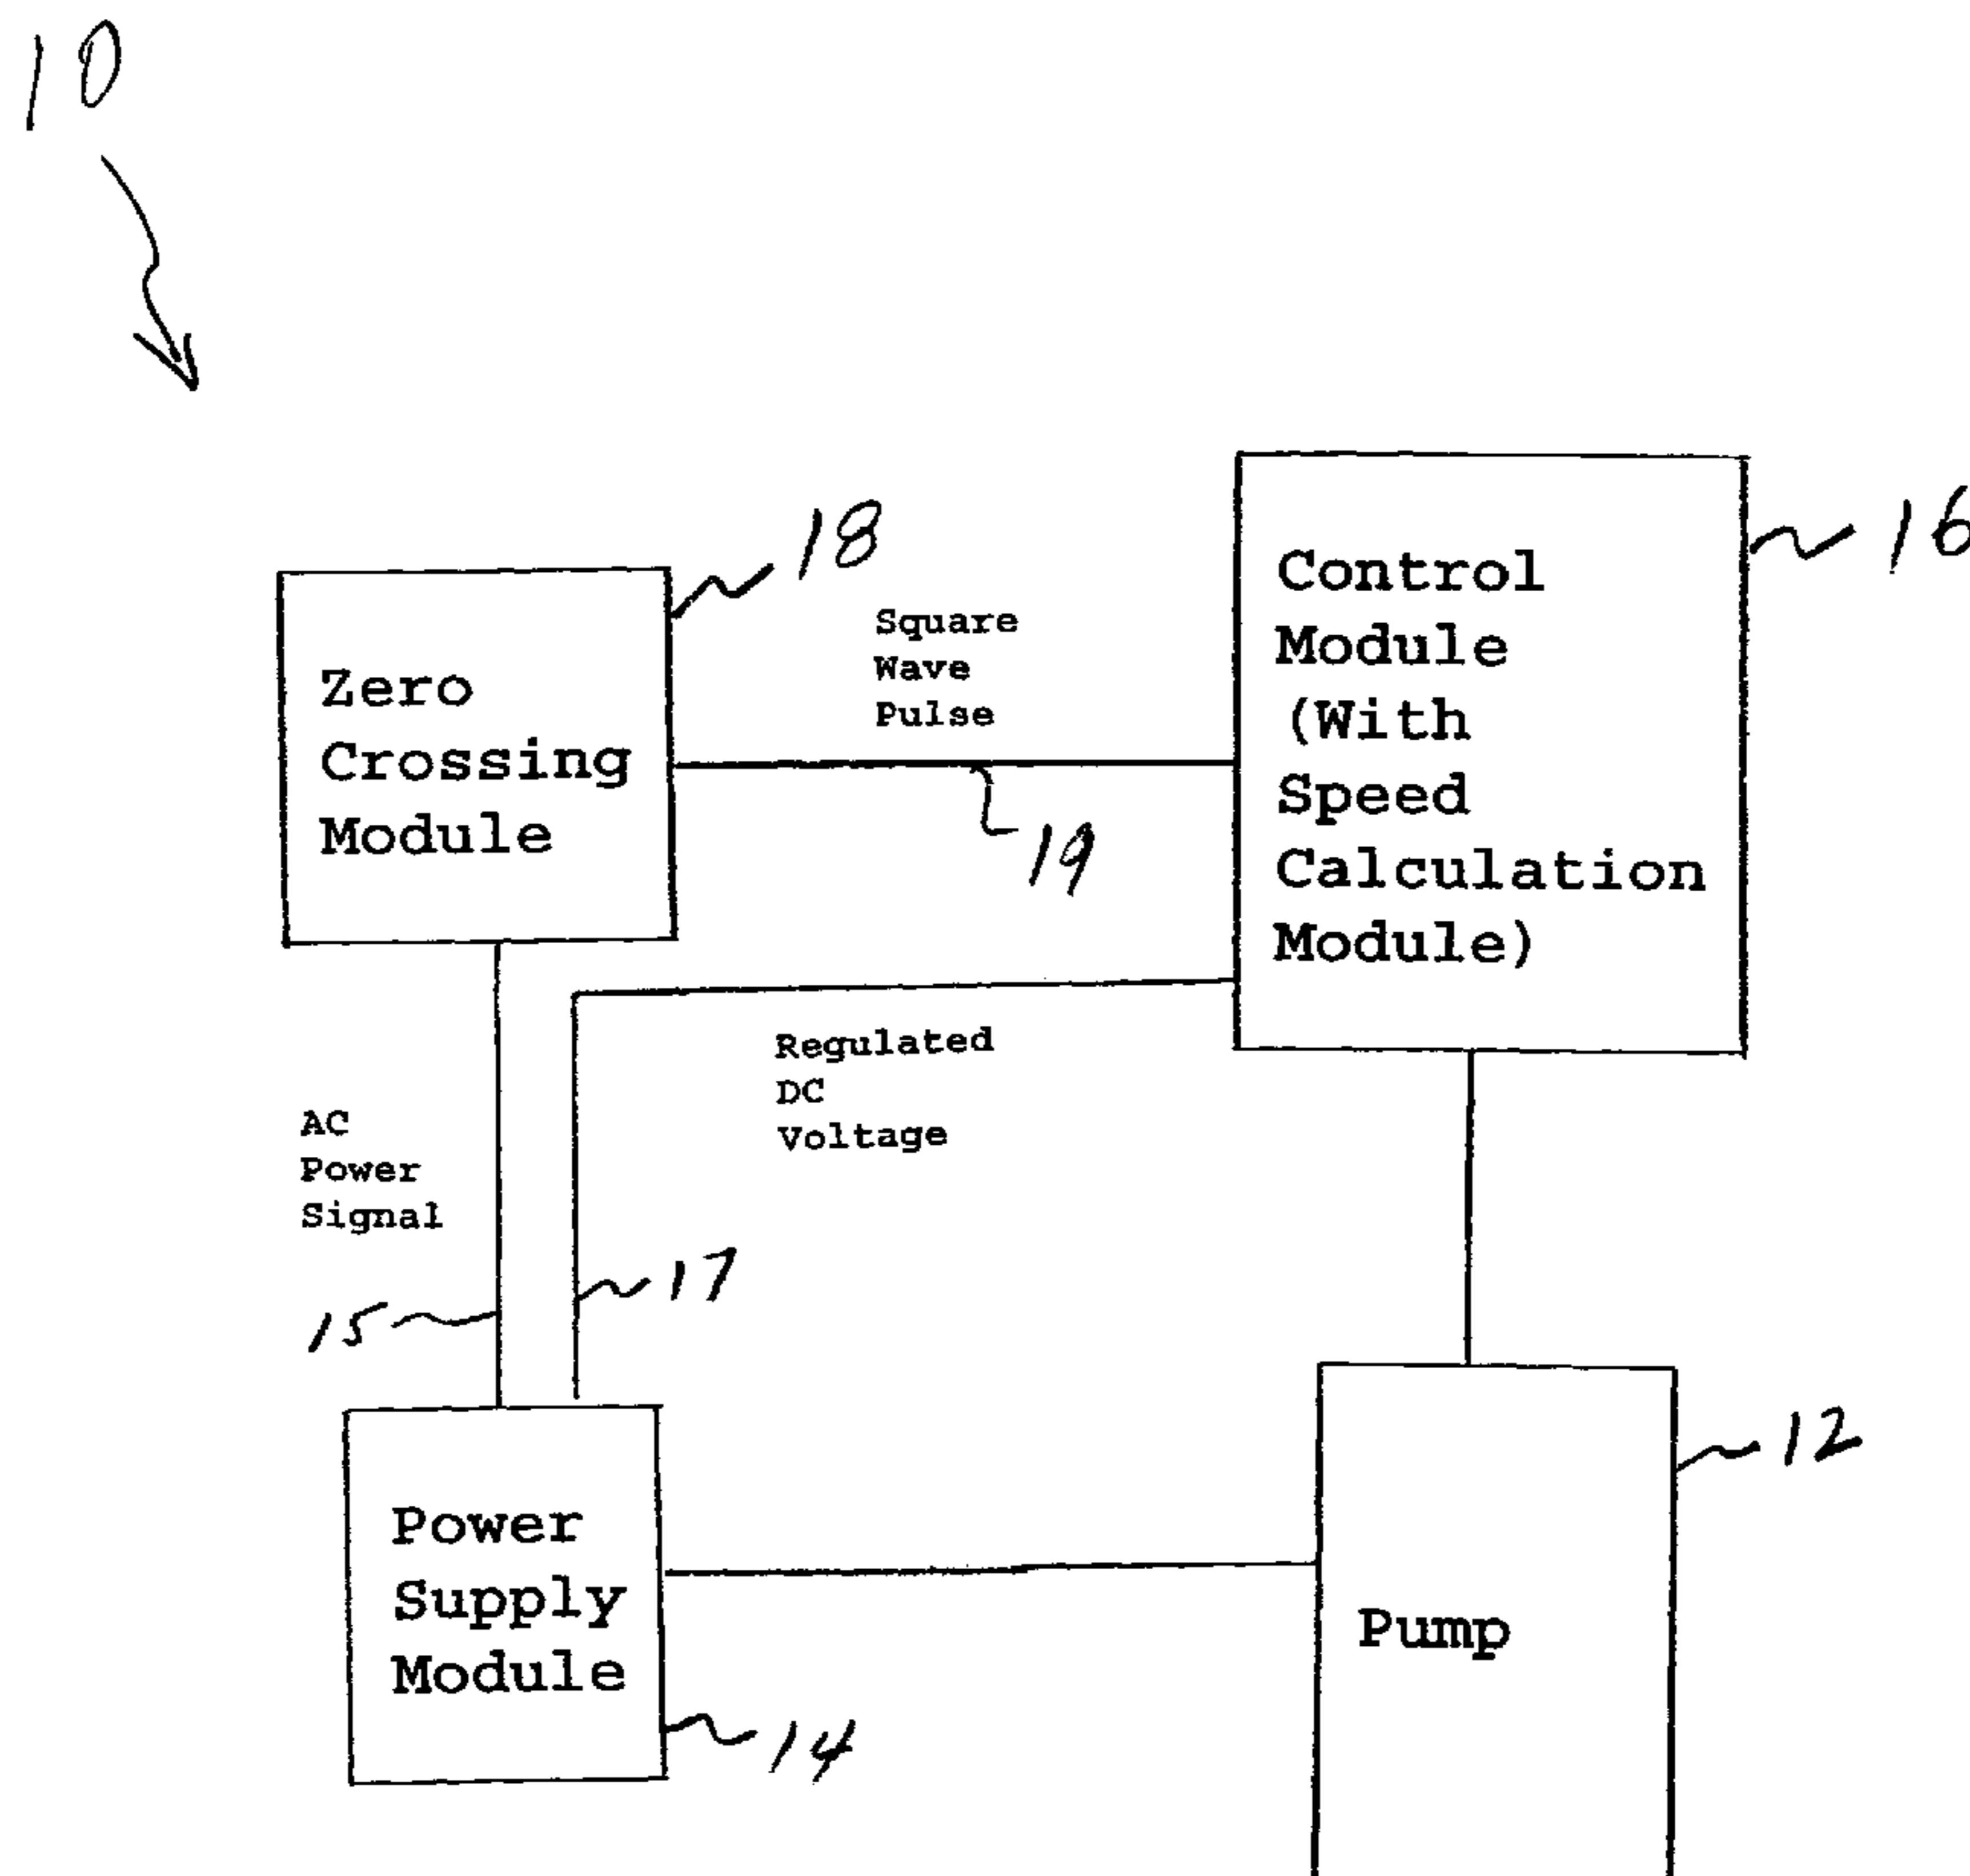 10
18
16
Zero
Crossing
Module
Square
Wave
Pulse
19
Control
Module
(With
Speed
Calculation
Module)
AC
Power
Signal
15
17
Regulated
DC
Voltage
Power
Supply
Module
14
Pump
12